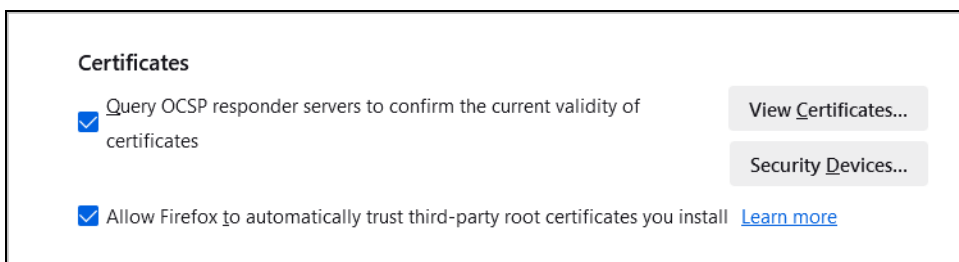 Certificates
Query OCSP responder servers to confirm the current validity of
certificates
View Certificates...
Security Devices...
Allow Firefox to automatically trust third-party root certificates you install Learn more